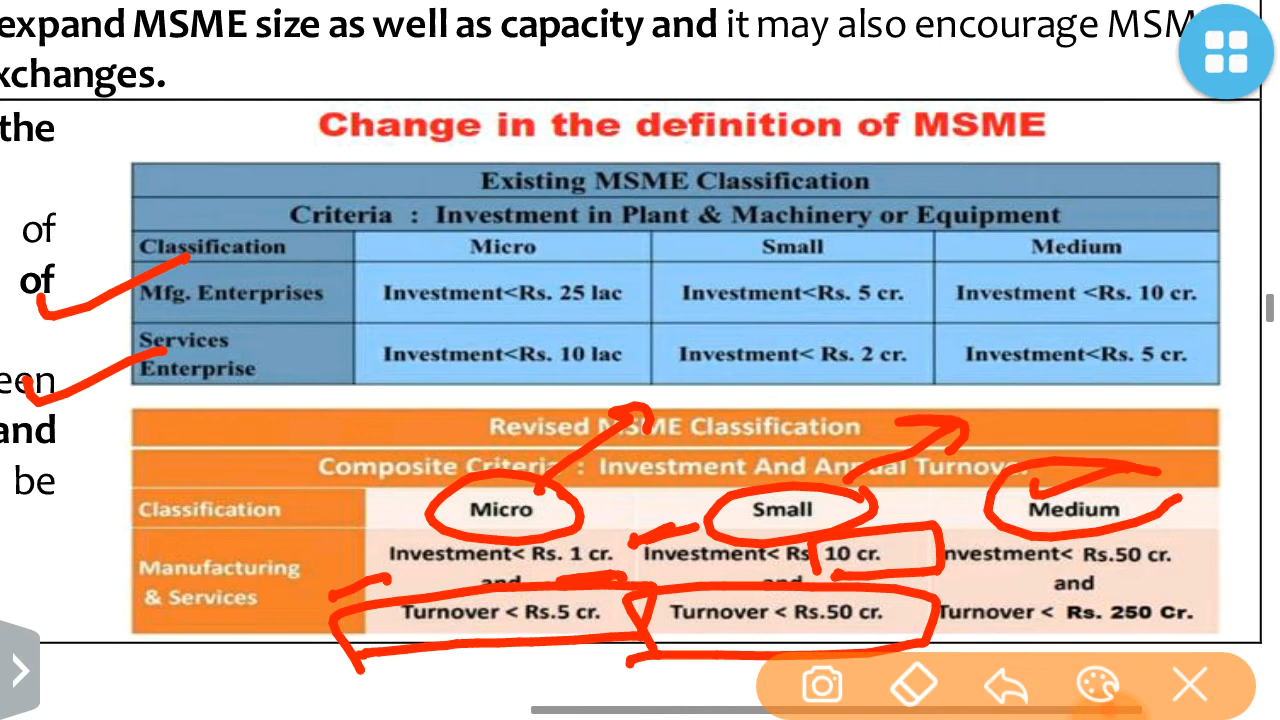 expand MSME size as well as capacity and it may also encourage MSM
xchanges.
the
of
of
een
and
be
Change in the definition of MSME
Existing MSME Classification
Criteria : Investment in Plant & Machinery or Equipment
Classification Micro Small Medium
Mfg. Enterprises Investment<Rs. 25 lac Investment<Rs. 5 cr. Investment <Rs. 10 cr.
Services Enterprise Investment<Rs. 10 lac Investment< Rs. 2 cr. Investment<Rs. 5 cr.
Revised MSME Classification
Composite Criteria : Investment And Annual Turnover
Classification Micro Small Medium
Manufacturing & Services Investment< Rs. 1 cr. Investment< Rs 10 cr. nvestment< Rs.50 cr.
and and and
Turnover < Rs.5 cr. Turnover < Rs.50 cr. Turnover < Rs. 250 Cr.